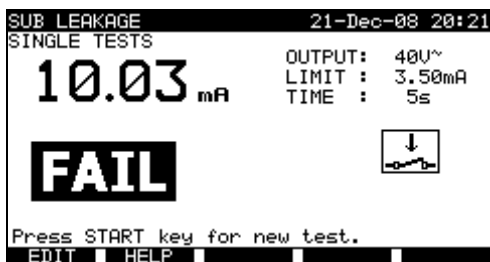 SUB LEAKAGE 21-Dec-08 20:21
SINGLE TESTS
10.03 mA
OUTPUT: 40V~
LIMIT : 3.50mA
TIME : 5s
FAIL
Press START key for new test.
EDIT HELP